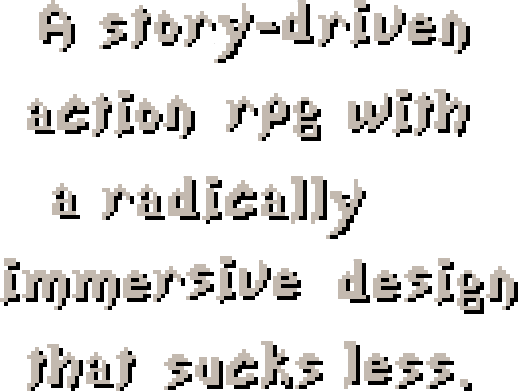 A story-driven
action rpg with
a radically
immersive design
that sucks less.